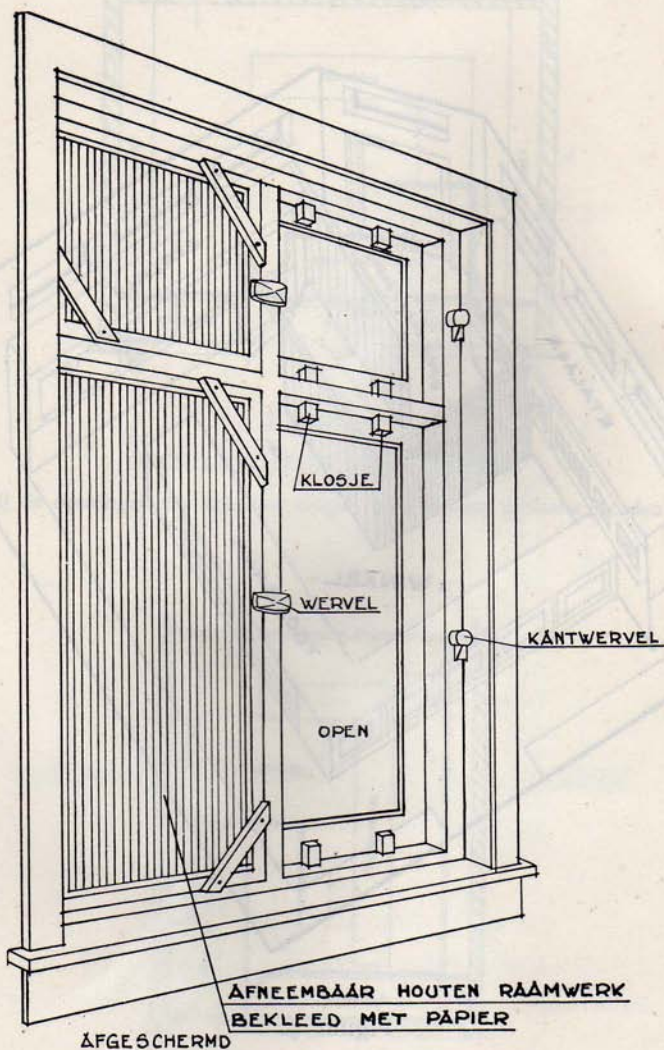 KLOSJE
WERVEL
KANTWERVEL
OPEN
AFNEEMBAAR HOUTEN RAAMWERK
BEKLEED MET PAPIER
AFGESCHERMD